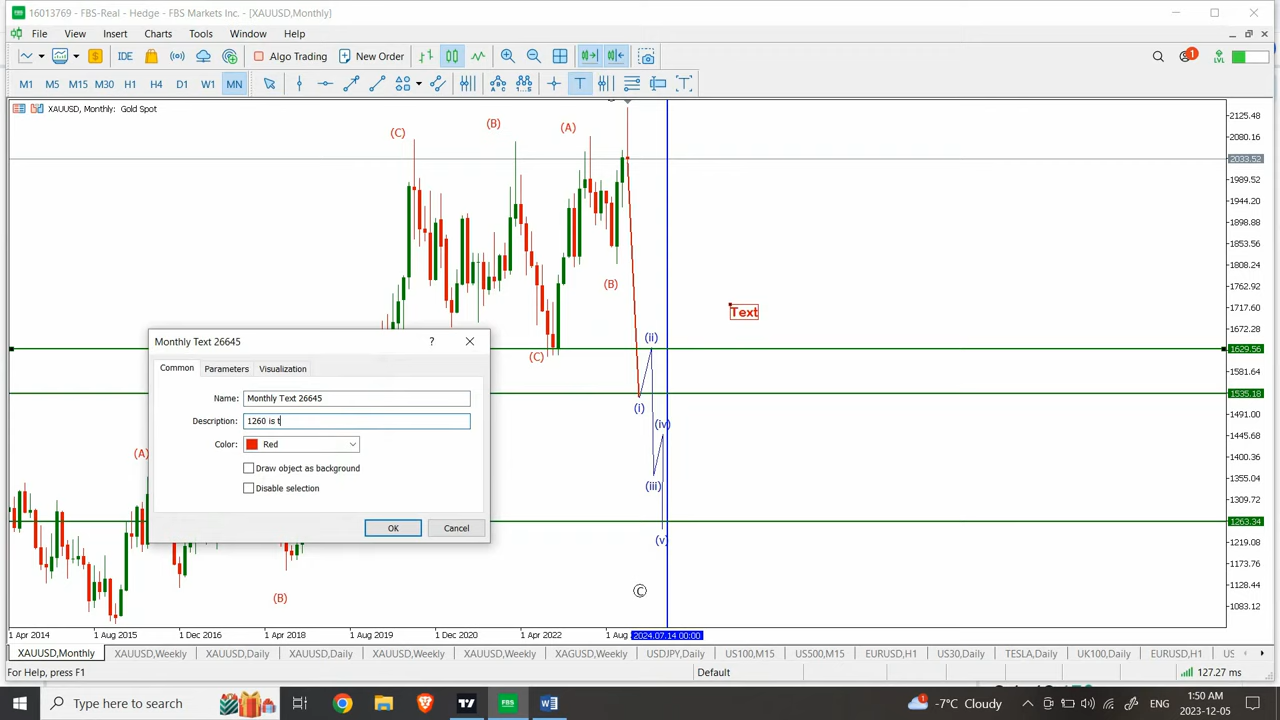 16013769 - FBS-Real - Hedge - FBS Markets Inc. - [XAUUSD,Monthly]
File View Insert Charts Tools Window Help
IDE Algo Trading New Order 1 LVL
M1 M5 M15 M30 H1 H4 D1 W1 MN
XAUUSD, Monthly: Gold Spot
2125.48
2080.16
2033.52
1989.52
1944.20
1898.88
1853.56
1808.24
1762.92
1717.60
1672.28
1629.56
1581.64
1535.18
1491.00
1445.68
1400.36
1355.04
1309.72
1263.34
1219.08
1173.76
1128.44
1083.12
(C) (B) (A)
(B)
Text
(ii)
(C)
(i)
(iv)
(A)
(iii)
(v)
C
(B)
Monthly Text 26645 ?
Common Parameters Visualization
Name: Monthly Text 26645
Description: 1260 is t
Color: Red
Draw object as background
Disable selection
OK Cancel
1 Apr 2014 1 Aug 2015 1 Dec 2016 1 Apr 2018 1 Aug 2019 1 Dec 2020 1 Apr 2022 1 Aug 2024.07.14 00:00
XAUUSD,Monthly XAUUSD,Weekly XAUUSD,Daily XAUUSD,Daily XAUUSD,Weekly XAUUSD,Weekly XAGUSD,Weekly USDJPY,Daily US100,M15 US500,M15 EURUSD,H1 US30,Daily TESLA,Daily UK100,Daily EURUSD,H1 US
For Help, press F1 Default 127.27 ms
Type here to search FBS 1 -7°C Cloudy ENG 1:50 AM
2023-12-05